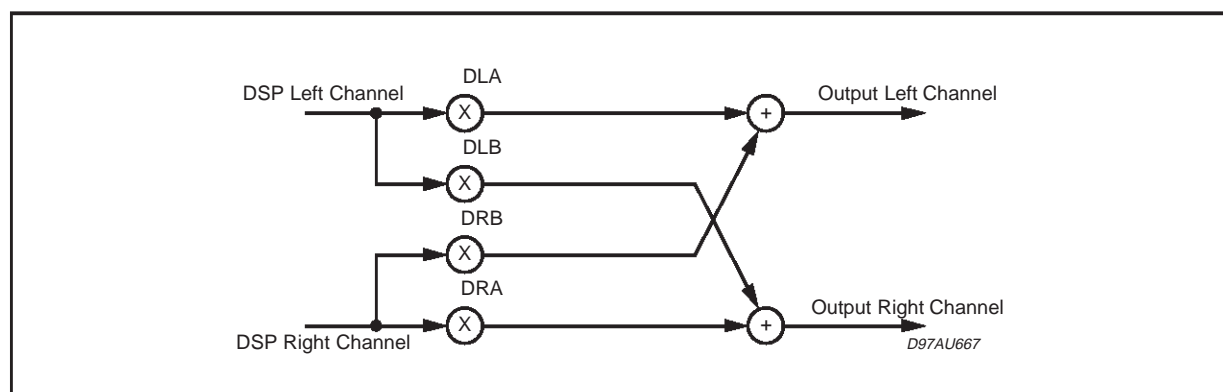 DLA
DSP Left Channel
Output Left Channel
X
+
DLB
X
DRB
X
DRA
Output Right Channel
X
+
DSP Right Channel
D97AU667